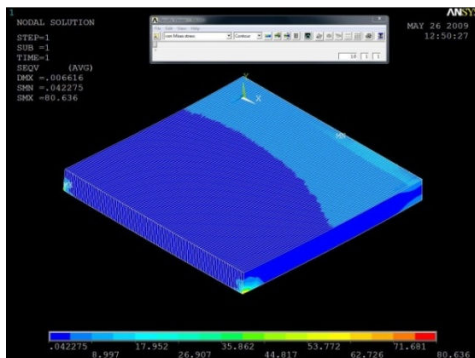 1
NODAL SOLUTION
STEP=1
SUB =1
TIME=1
SEQV (AVG)
DMX =.006616
SMN =.042275
SMX =80.636
ANSYS
MAY 26 2009
12:50:27
Continue
Y
X
MN
.042275
8.997
17.952
26.907
35.862
44.817
53.772
62.726
71.681
80.636